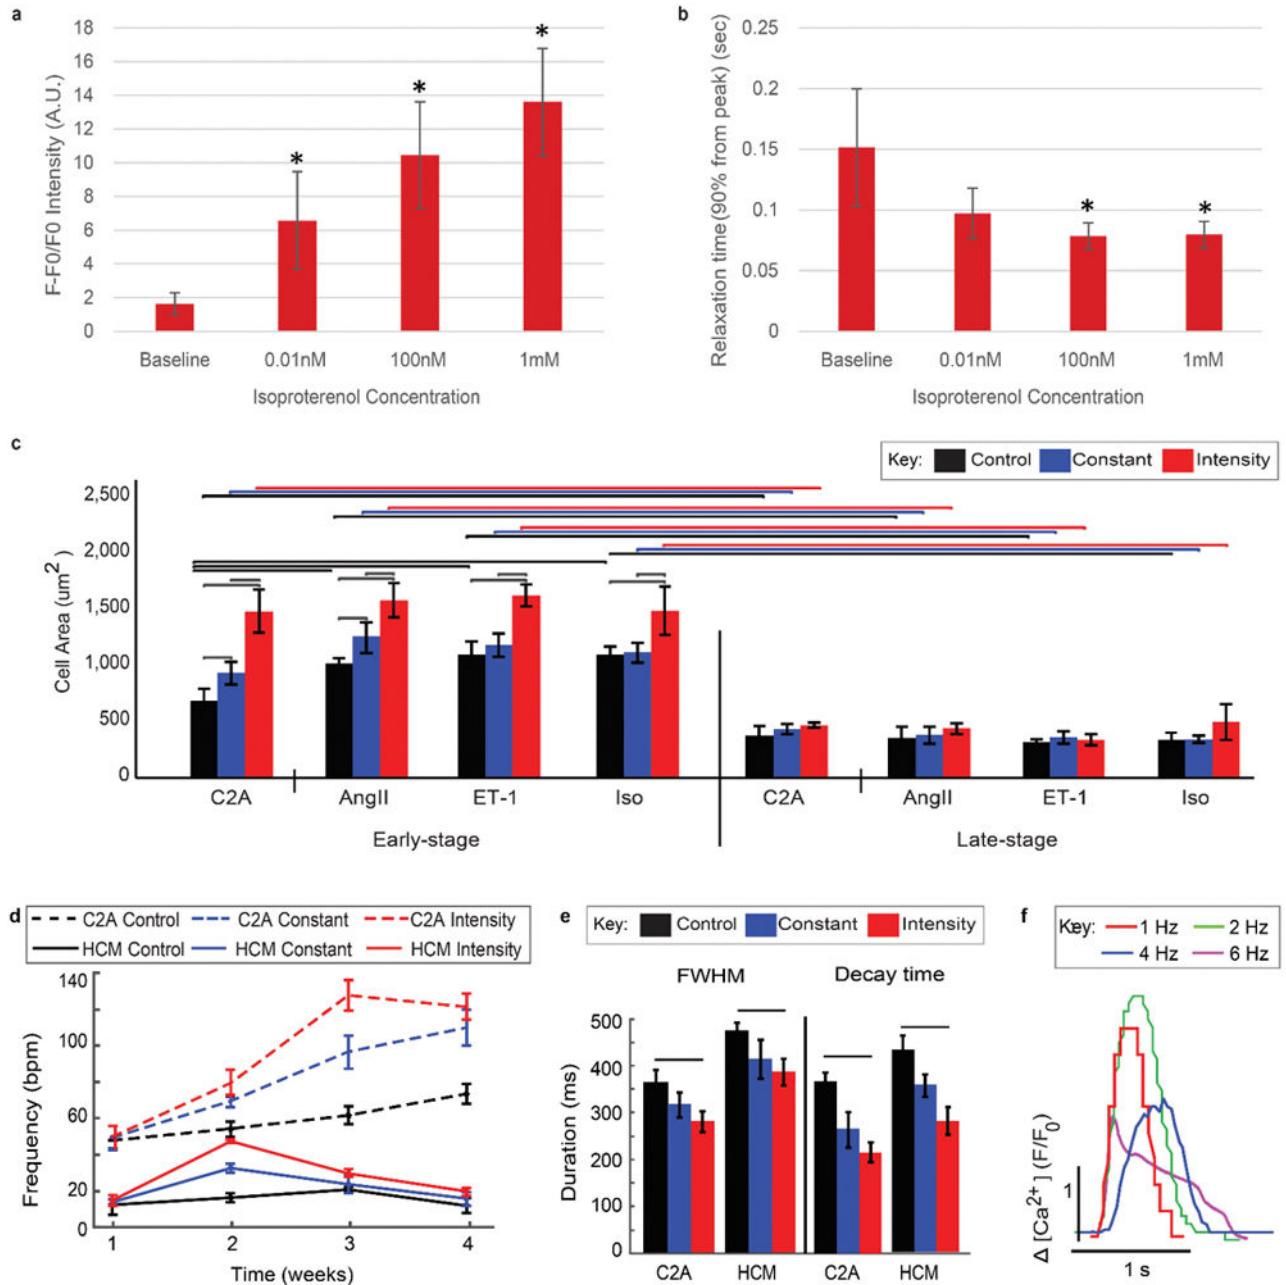 a
F-F0/F0 Intensity (A.U.)
18
16
14
12
10
8
6
4
2
0
*
*
*
Baseline 0.01nM 100nM 1mM
Isoproterenol Concentration
b
Relaxation time(90% from peak) (sec)
0.25
0.2
0.15
0.1
0.05
0
*
*
Baseline 0.01nM 100nM 1mM
Isoproterenol Concentration
c
Key: Control Constant Intensity
Cell Area (um²)
2,500
2,000
1,500
1,000
500
0
C2A AngII ET-1 Iso C2A AngII ET-1 Iso
Early-stage Late-stage
d
C2A Control C2A Constant C2A Intensity
HCM Control HCM Constant HCM Intensity
Frequency (bpm)
140
100
60
20
0
1 2 3 4
Time (weeks)
e
Key: Control Constant Intensity
FWHM Decay time
Duration (ms)
500
400
300
200
100
0
C2A HCM C2A HCM
f
Key: 1 Hz 2 Hz
4 Hz 6 Hz
Δ [Ca²⁺] (F/F₀)
1
1 s